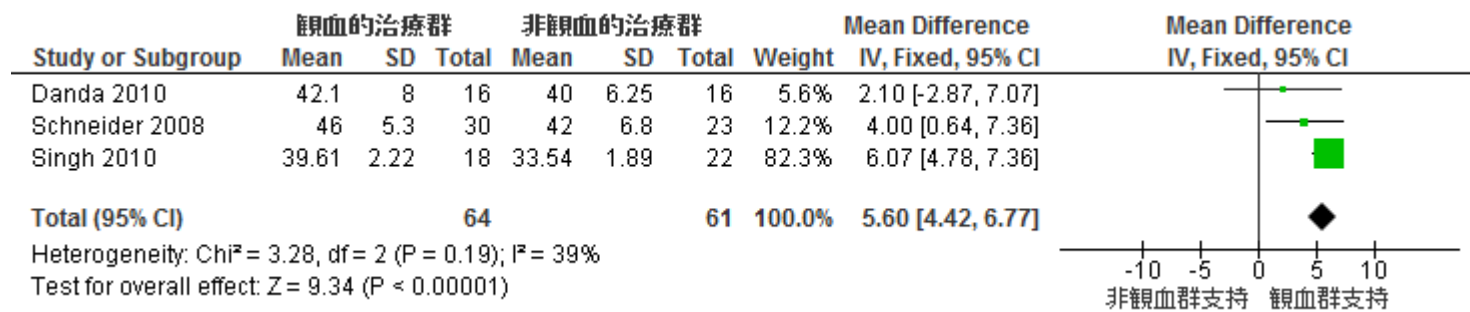 観血的治療群 非観血的治療群 Mean Difference Mean Difference
Study or Subgroup Mean SD Total Mean SD Total Weight IV, Fixed, 95% CI IV, Fixed, 95% CI
Danda 2010 42.1 8 16 40 6.25 16 5.6% 2.10 [-2.87, 7.07]
Schneider 2008 46 5.3 30 42 6.8 23 12.2% 4.00 [0.64, 7.36]
Singh 2010 39.61 2.22 18 33.54 1.89 22 82.3% 6.07 [4.78, 7.36]
Total (95% CI) 64 61 100.0% 5.60 [4.42, 6.77]
Heterogeneity: Chi² = 3.28, df = 2 (P = 0.19); I² = 39%
Test for overall effect: Z = 9.34 (P < 0.00001)
-10 -5 0 5 10
非観血群支持 観血群支持